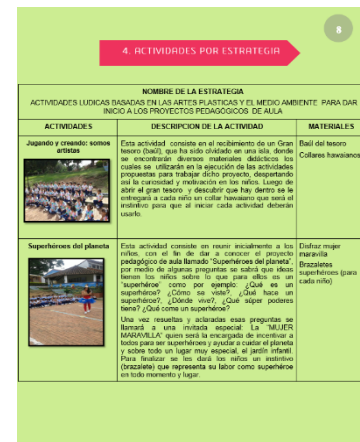 8
4. ACTIVIDADES POR ESTRATEGIA
NOMBRE DE LA ESTRATEGIA
ACTIVIDADES LUDICAS BASADAS EN LAS ARTES PLASTICAS Y EL MEDIO AMBIENTE PARA DAR
INICIO A LOS PROYECTOS PEDAGOGICOS DE AULA
ACTIVIDADES
DESCRIPCION DE LA ACTIVIDAD
MATERIALES
Jugando y creando: somos
artistas
Esta actividad consiste en el recibimiento de un Gran
tesoro (baúl), que ha sido olvidado en una isla, donde
se encontrarán diversos materiales didácticos los
cuales se utilizarán en la ejecución de las actividades
propuestas para trabajar dicho proyecto, despertando
así la curiosidad y motivación en los niños. Luego de
abrir el gran tesoro y descubrir que hay dentro se le
entregará a cada niño un collar hawaiano que será el
instintivo para que al iniciar cada actividad deberán
usarlo.
Baúl del tesoro
Collares hawaianos
Superhéroes del planeta
Esta actividad consiste en reunir inicialmente a los
niños, con el fin de dar a conocer el proyecto
pedagógico de aula llamado "Superhéroes del planeta",
por medio de algunas preguntas se sabrá que ideas
tienen los niños sobre lo que para ellos es un
"superhéroe" como por ejemplo: ¿Qué es un
superhéroe? ¿Cómo se viste?, ¿Qué hace un
superhéroe?, ¿Dónde vive?, ¿Qué súper poderes
tiene? ¿Qué come un superhéroe?
Una vez resueltas y aclaradas esas preguntas se
llamará a una invitada especial: La "MUJER
MARAVILLA" quien será la encargada de incentivar a
todos para ser superhéroes y ayudar a cuidar el planeta
y sobre todo un lugar muy especial, el jardín infantil.
Para finalizar se les dará los niños un instintivo
(brazalete) que representa su labor como superhéroe
en todo momento y lugar.
Disfraz mujer
maravilla
Brazaletes
superhéroes (para
cada niño)